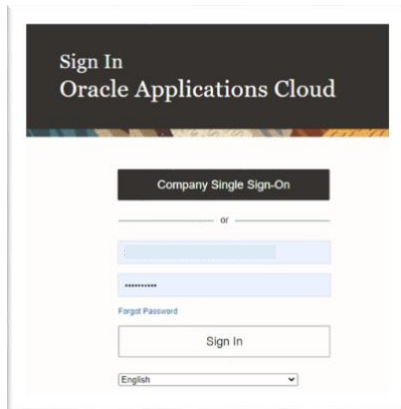 Sign In
Oracle Applications Cloud
Company Single Sign-On
or
••••••••••
Forgot Password
Sign In
English